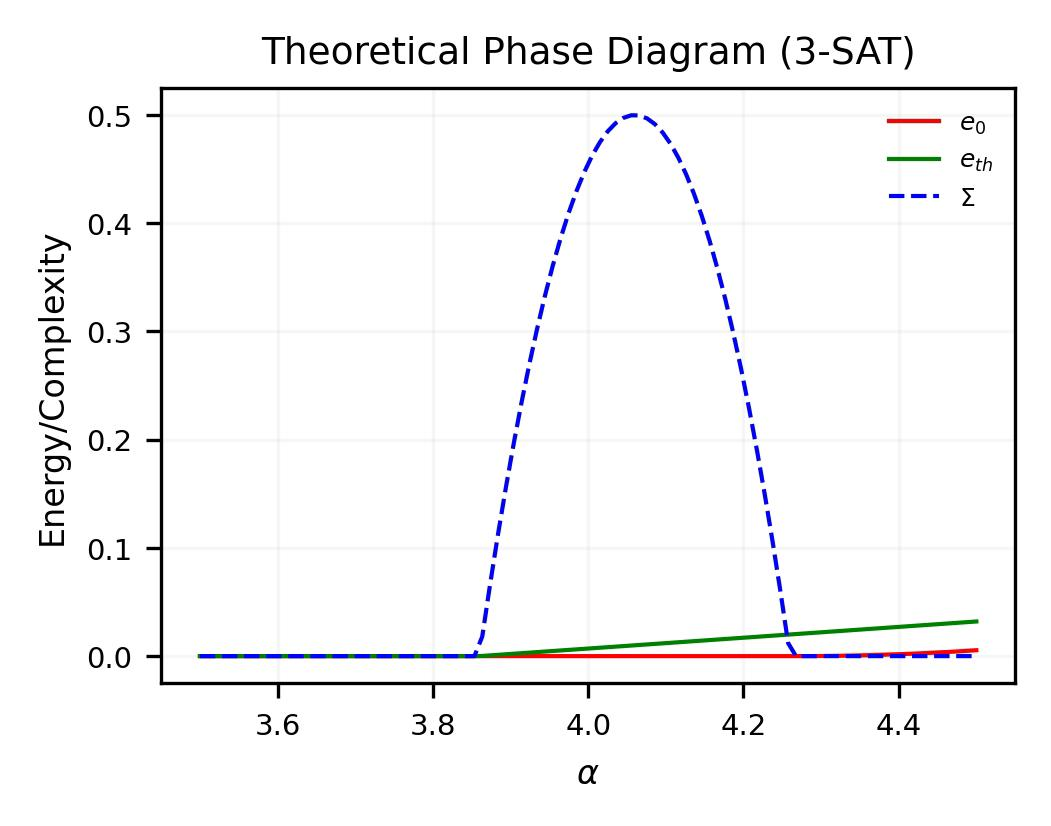 Theoretical Phase Diagram (3-SAT)
Energy/Complexity
0.5
0.4
0.3
0.2
0.1
0.0
e₀
eₜₕ
Σ
3.6 3.8 4.0 4.2 4.4
α